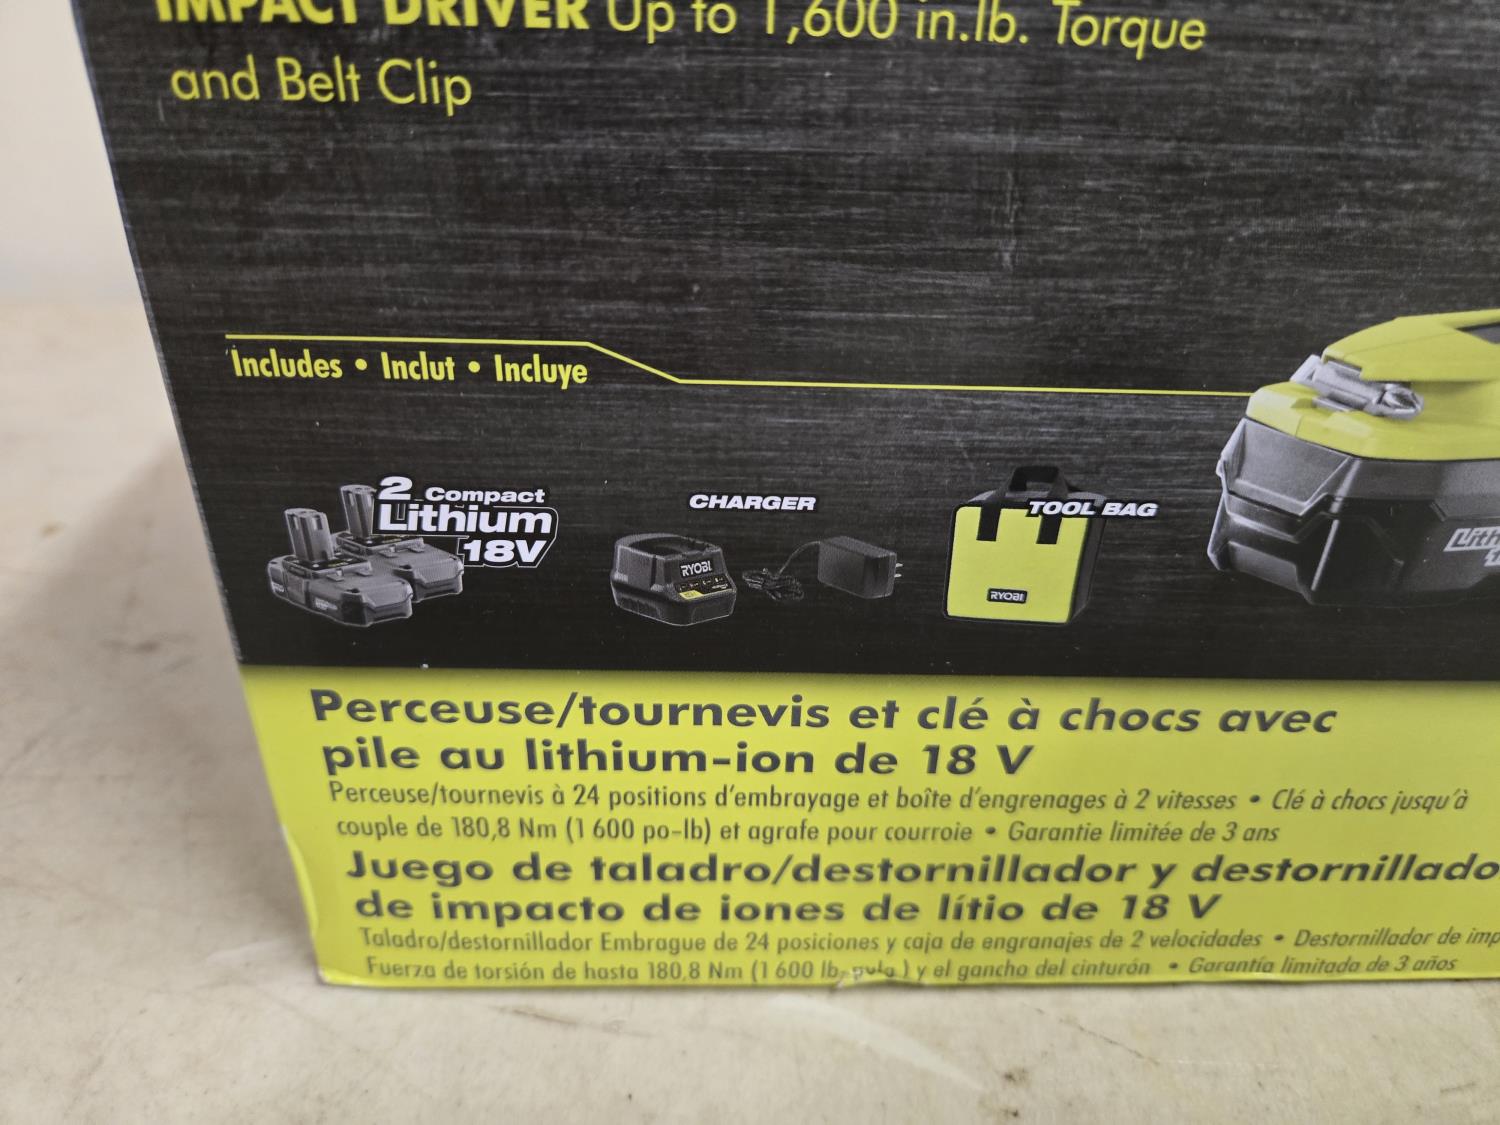 IMPACT DRIVER Up to 1,600 in.lb. Torque
and Belt Clip
Includes • Inclut • Incluye
2 Compact
Lithium
18V
CHARGER
RYOBI
TOOL BAG
RYOBI
Perceuse/tournevis et clé à chocs avec
pile au lithium-ion de 18 V
Perceuse/tournevis à 24 positions d'embrayage et boîte d'engrenages à 2 vitesses • Clé à chocs jusqu'à
couple de 180,8 Nm (1 600 po-lb) et agrafe pour courroie • Garantie limitée de 3 ans
Juego de taladro/destornillador y destornillado
de impacto de iones de lítio de 18 V
Taladro/destornillador Embrague de 24 posiciones y caja de engranajes de 2 velocidades • Destornillador de imp
Fuerza de torsión de hasta 180,8 Nm (1 600 lb. pulg.) y el gancho del cinturón • Garantía limitada de 3 años